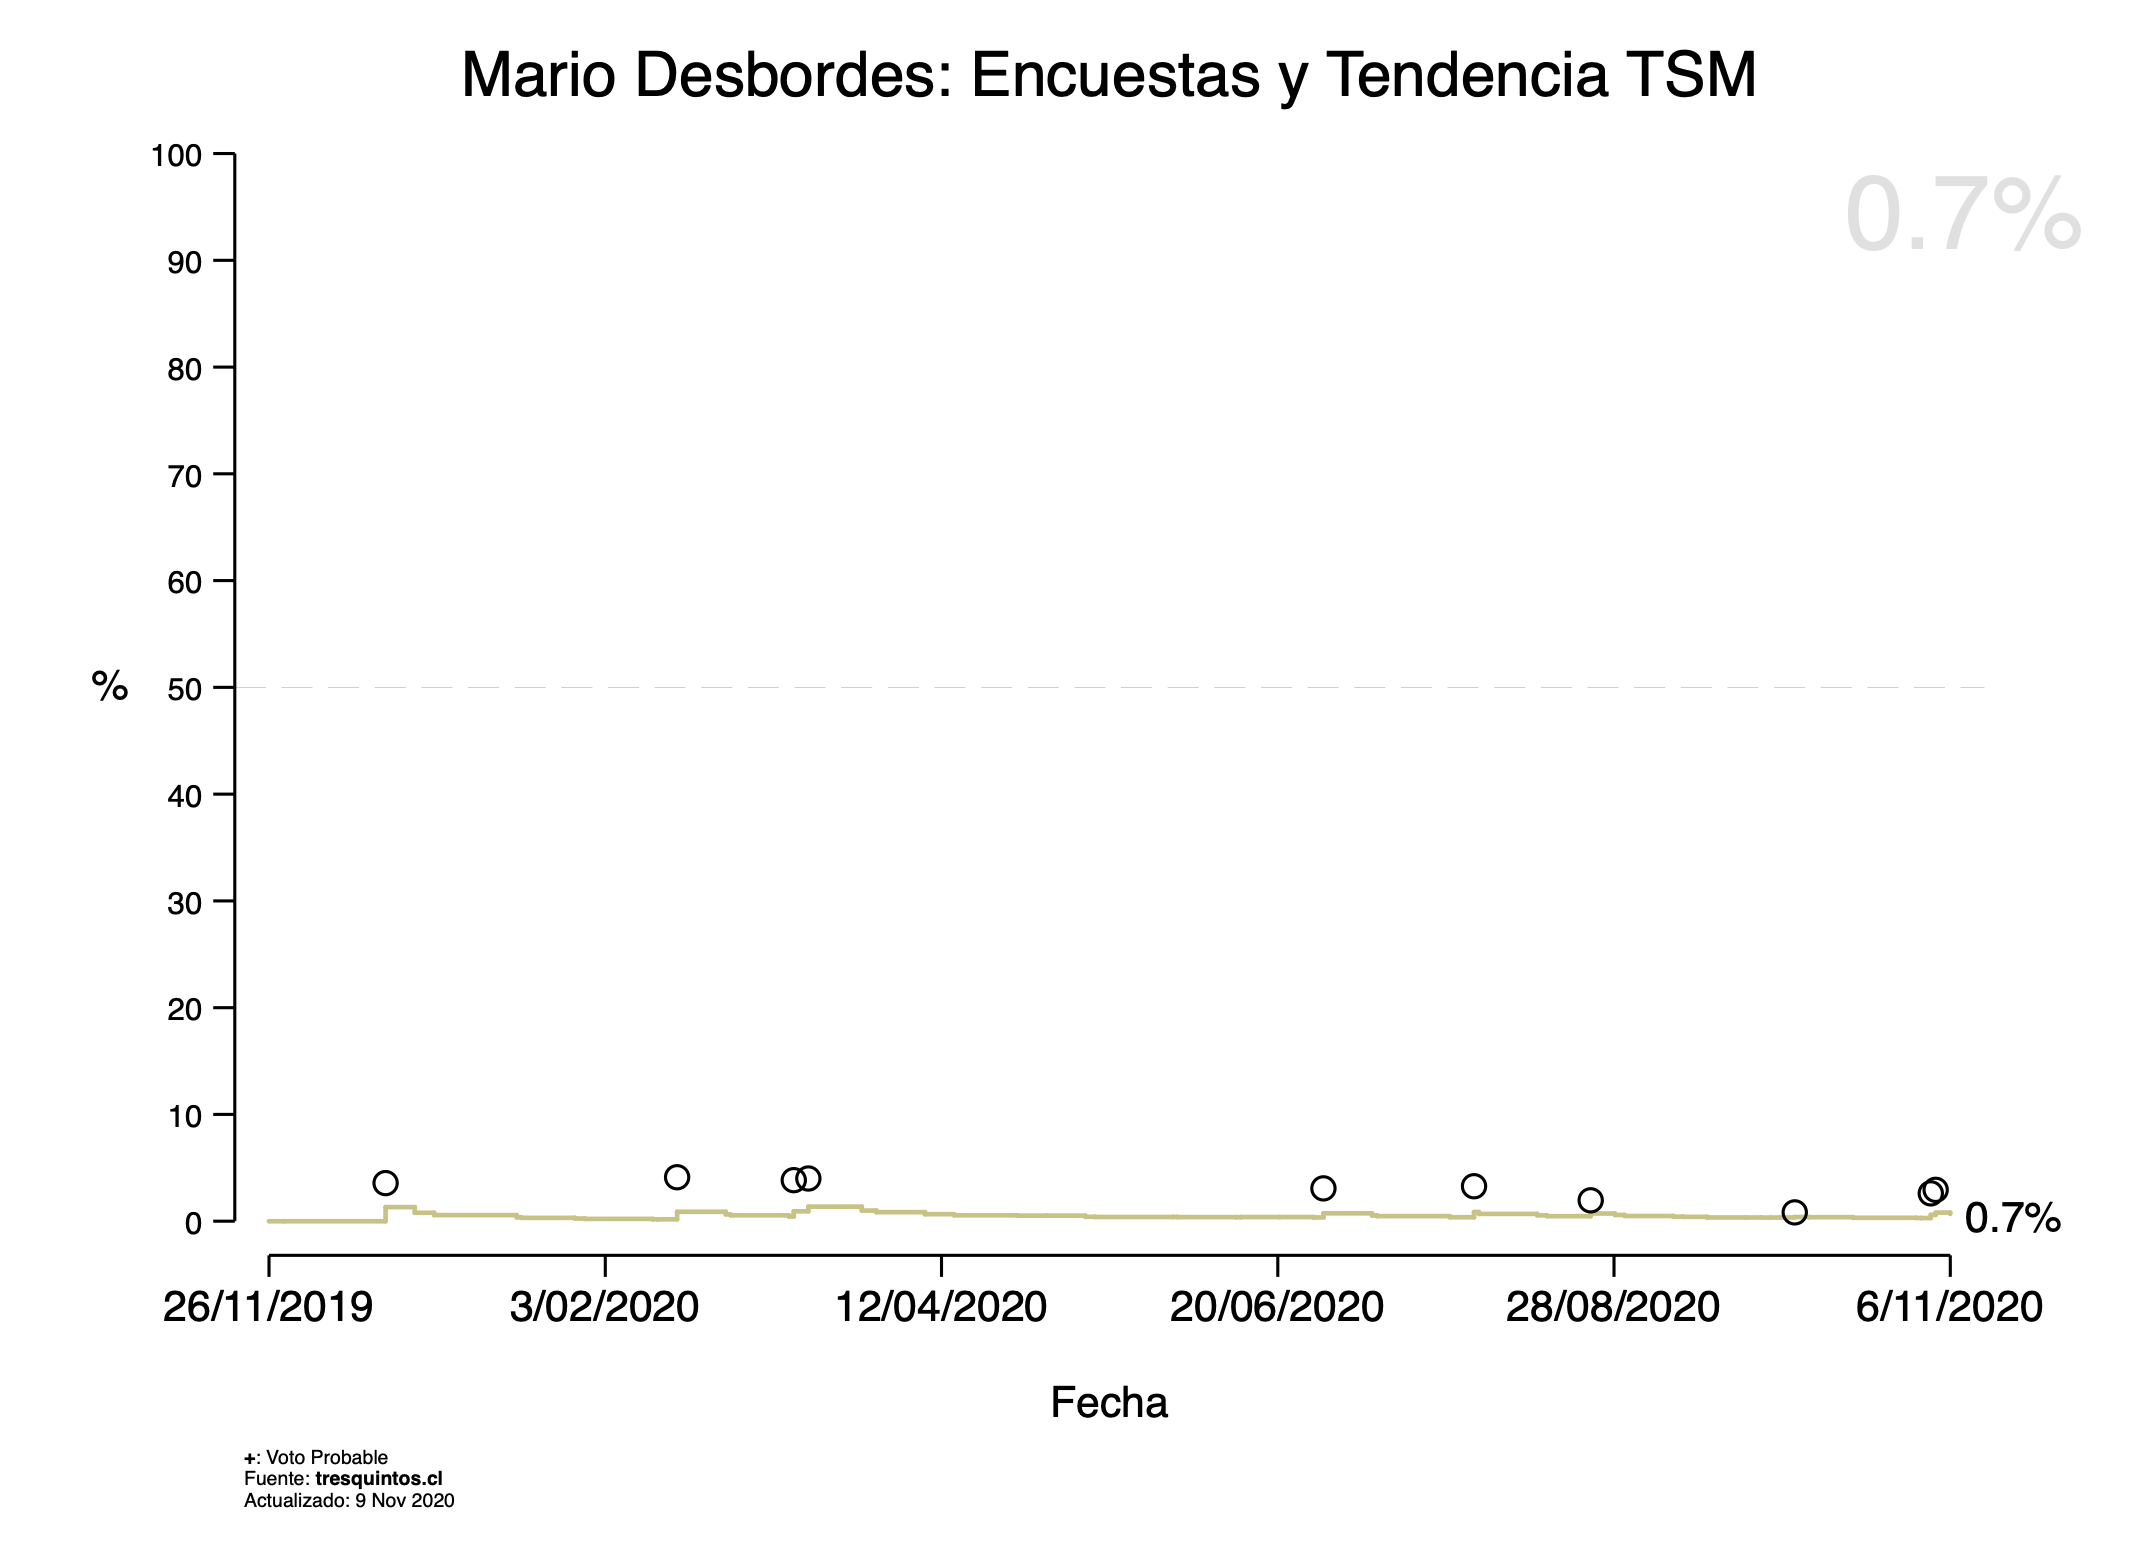 Mario Desbordes: Encuestas y Tendencia TSM
0.7%
100
90
80
70
60
% 50
40
30
20
10
0
0.7%
26/11/2019 3/02/2020 12/04/2020 20/06/2020 28/08/2020 6/11/2020
Fecha
+: Voto Probable
Fuente: tresquintos.cl
Actualizado: 9 Nov 2020